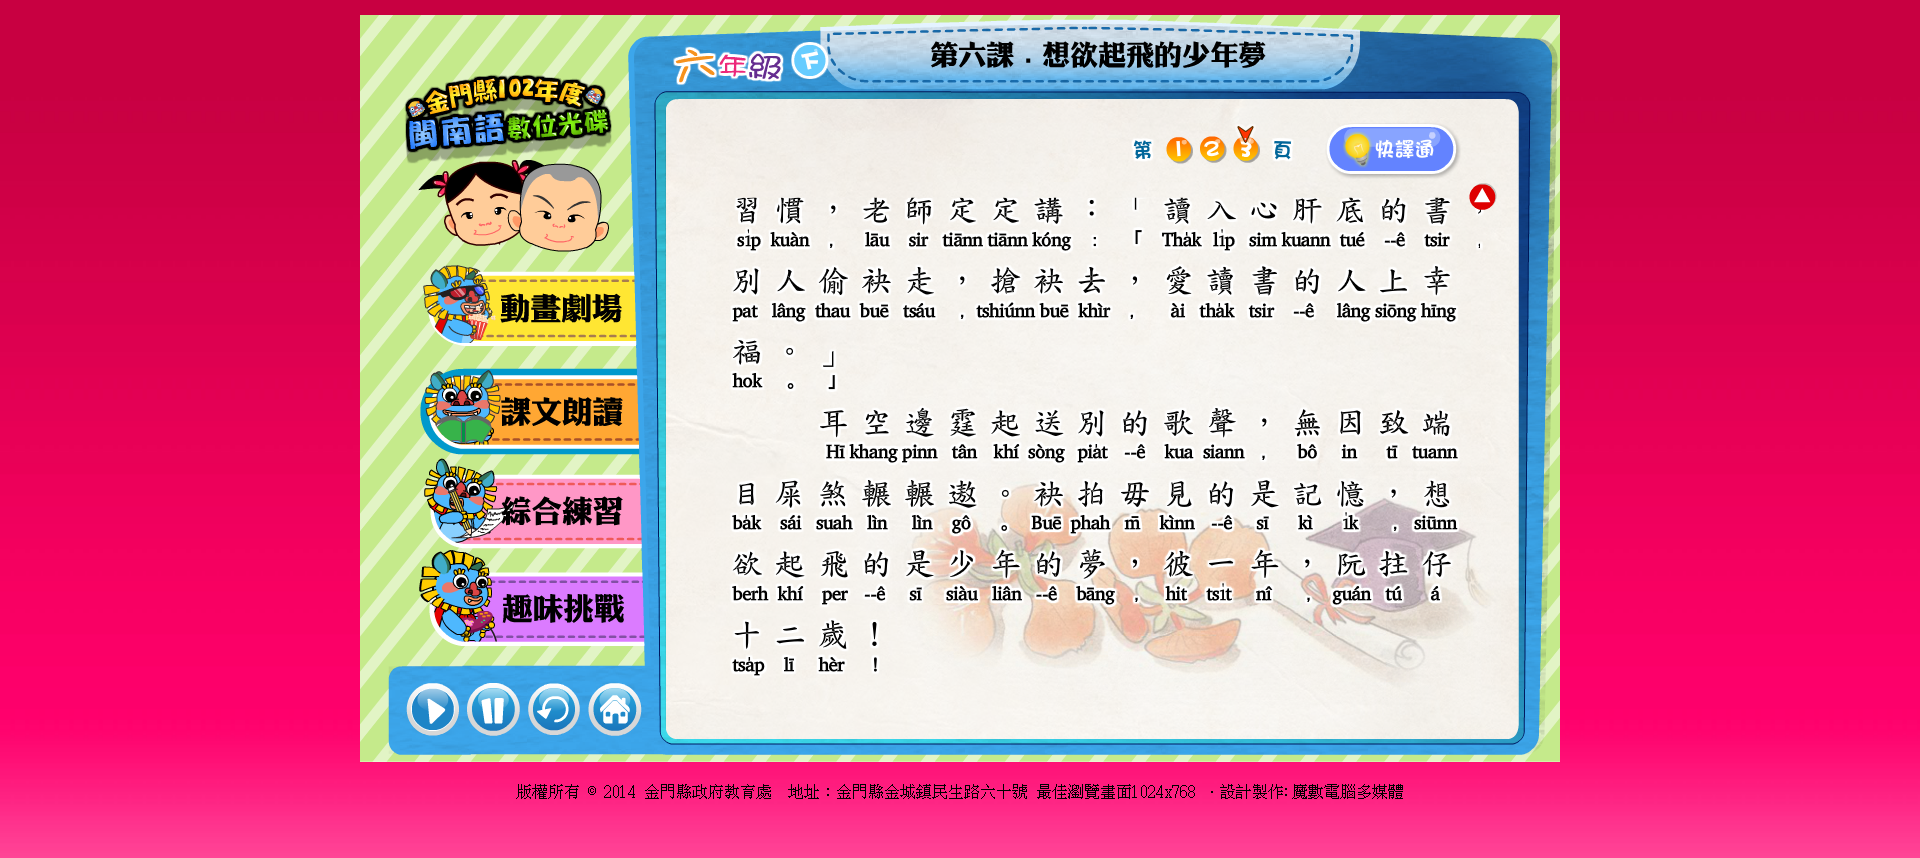 六年級 下
第六課．想欲起飛的少年夢
金門縣102年度
閩南語數位光碟
動畫劇場
課文朗讀
綜合練習
趣味挑戰
第 1 2 3 頁
快譯通
習慣，老師定定講：「讀入心肝底的書，
si̍p kuàn , lāu sir tiānn tiānn kóng : 「 Tha̍k li̍p sim kuann tué --ê tsir ,
別人偷袂走，搶袂去，愛讀書的人上幸
pat lâng thau buē tsáu , tshiúnn buē khìr , ài tha̍k tsir --ê lâng siōng hīng
福。」
hok 。 」
耳空邊霆起送別的歌聲，無因致端
Hī khang pinn tân khí sòng pia̍t --ê kua siann , bô in tī tuann
目屎煞輾輾遨。袂拍毋見的是記憶，想
ba̍k sái suah lìn lìn gô 。 Buē phah m̄ kìnn --ê sī kì ik , siūnn
欲起飛的是少年的夢，彼一年，阮拄仔
berh khí per --ê sī siàu liân --ê bāng , hit tsi̍t nî , guán tú á
十二歲！
tsa̍p lī hèr !
版權所有 © 2014 金門縣政府教育處 地址：金門縣金城鎮民生路六十號 最佳瀏覽畫面1024x768 ．設計製作: 魔數電腦多媒體